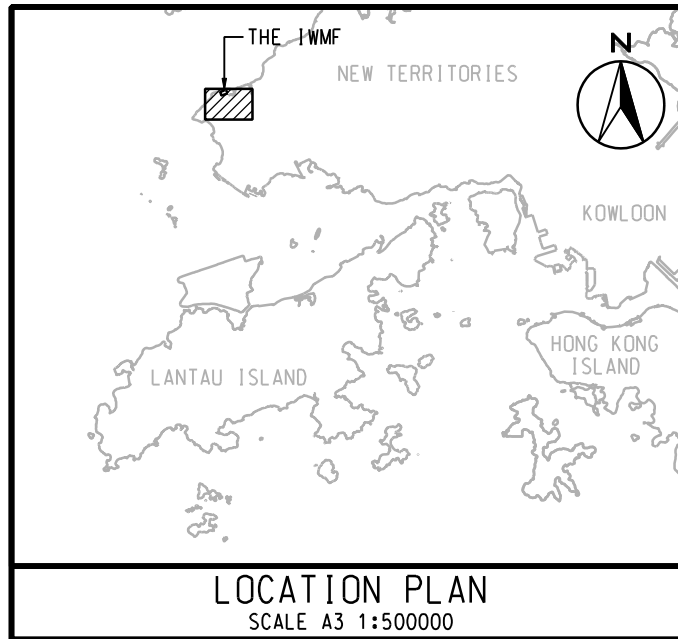 THE IWMF
N
NEW TERRITORIES
KOWLOON
HONG KONG
ISLAND
LANTAU ISLAND
LOCATION PLAN
SCALE A3 1:500000